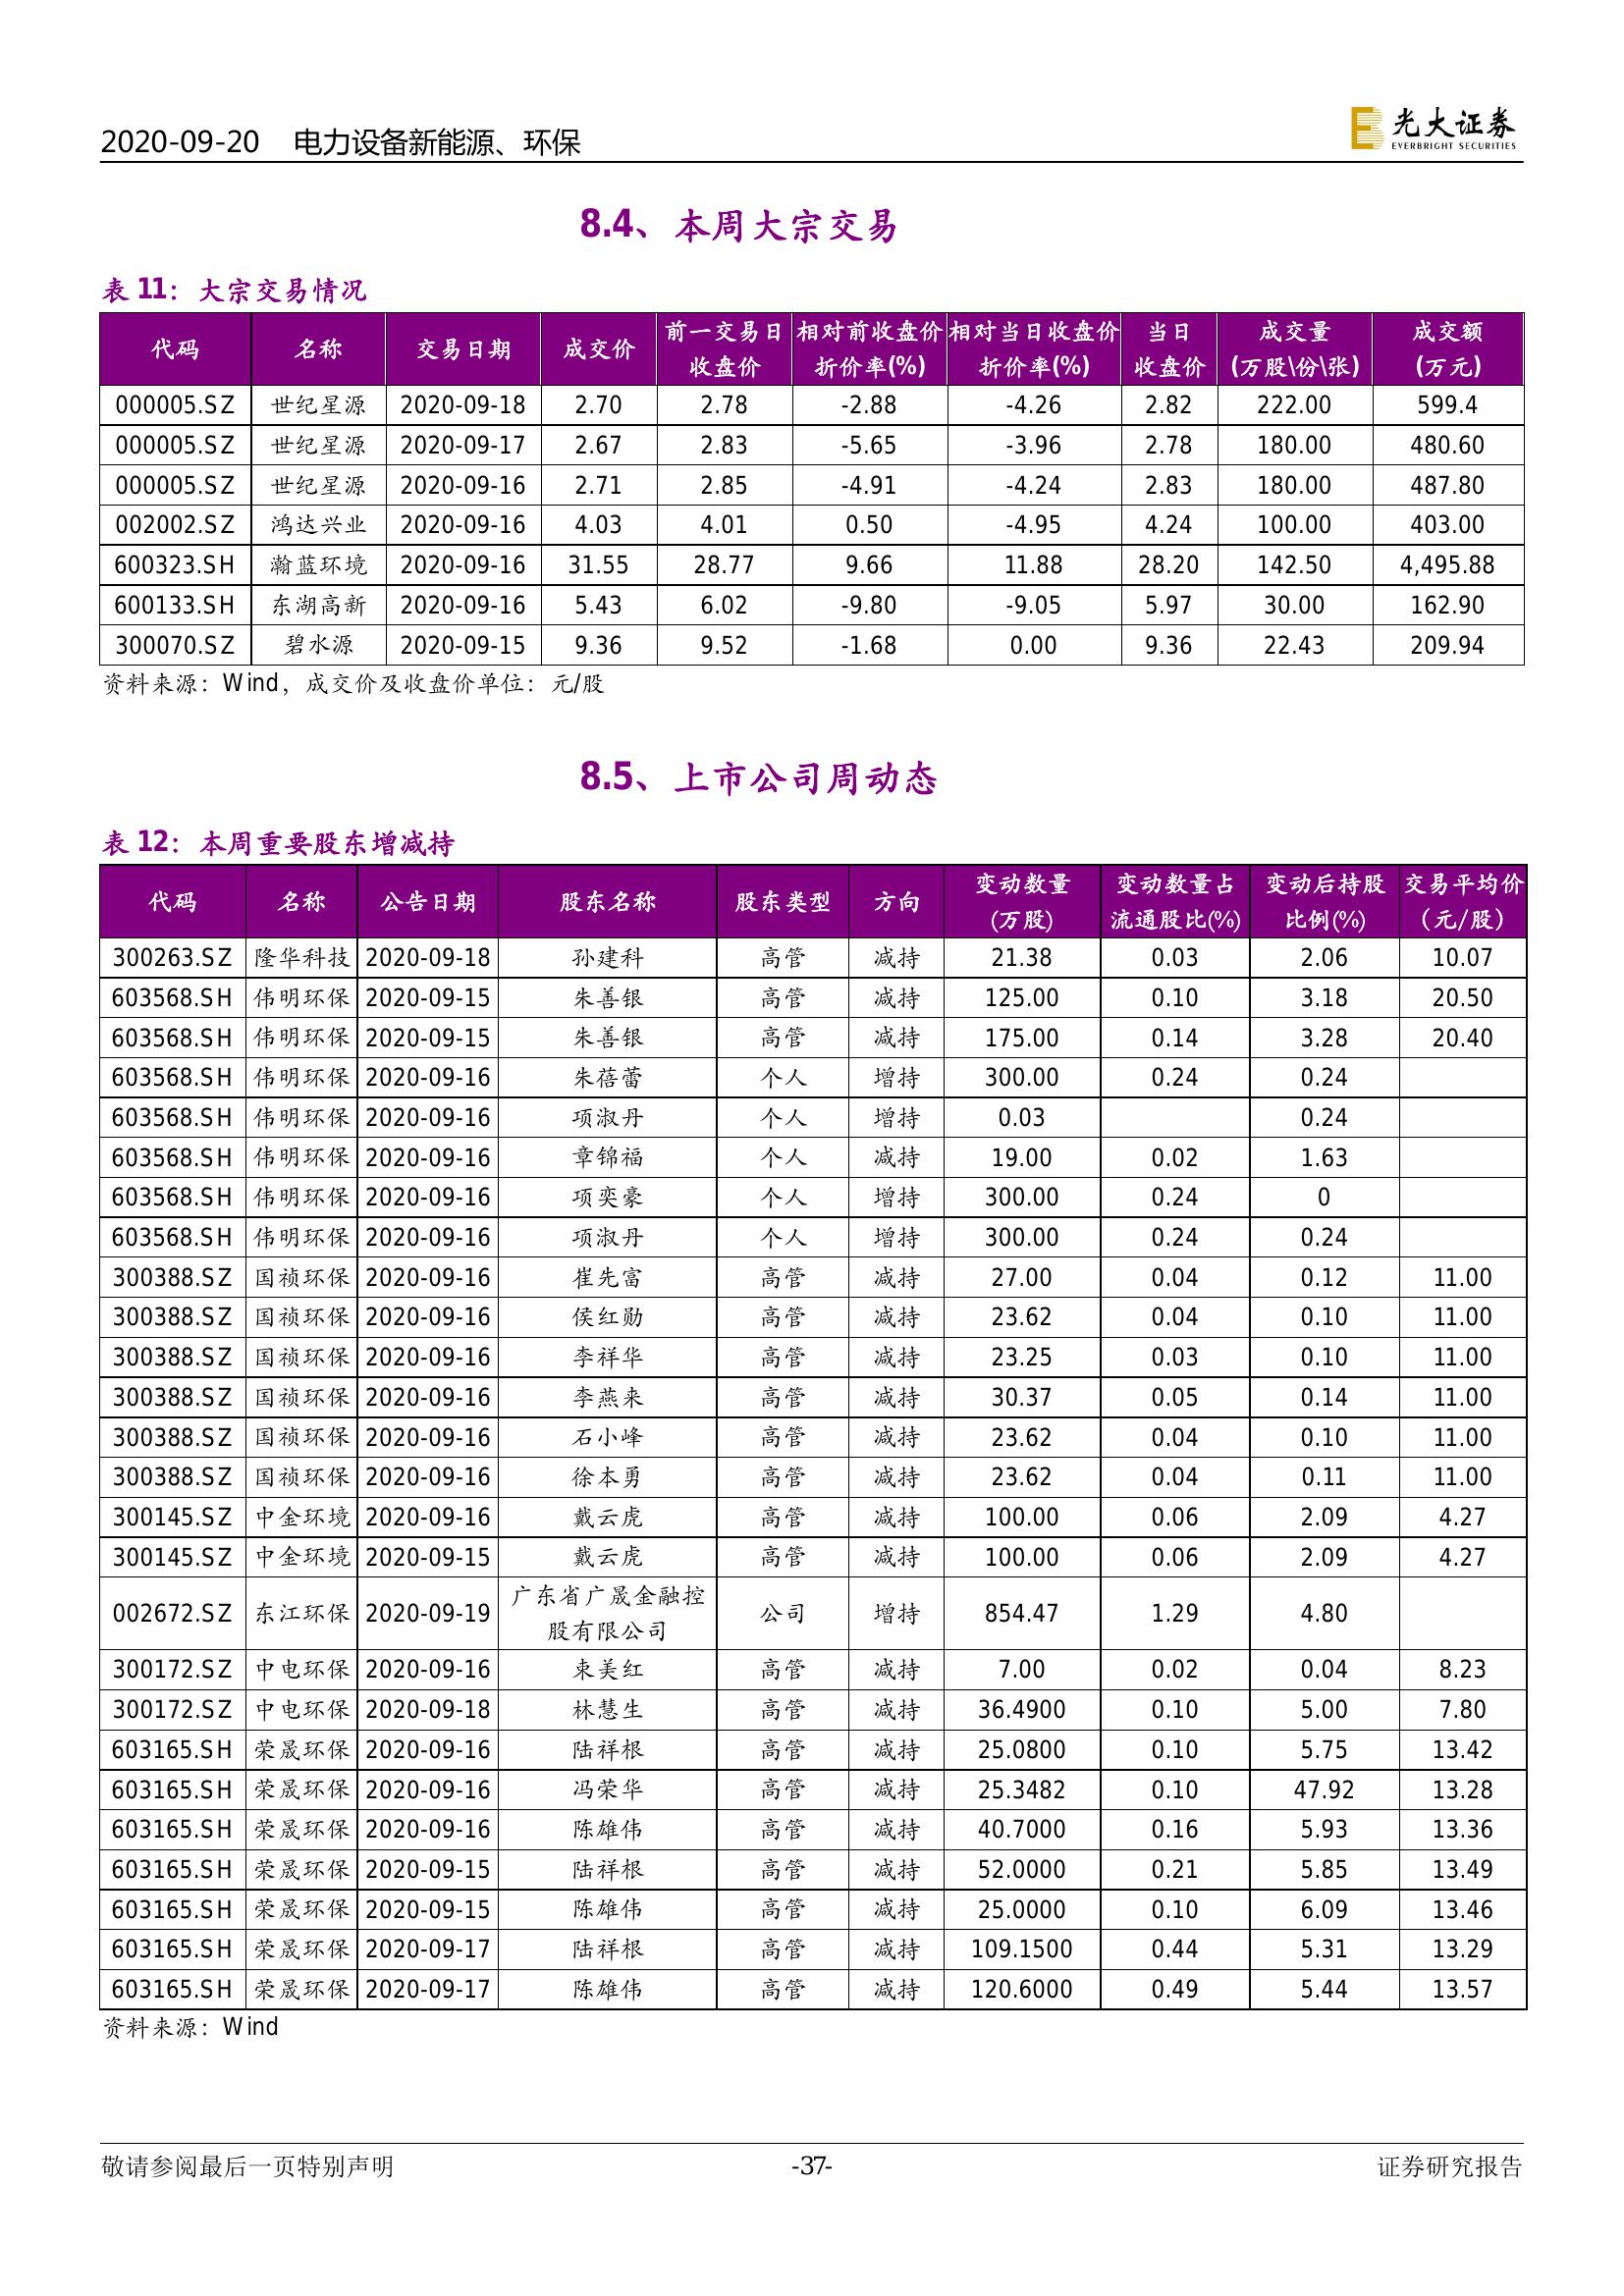 2020-09-20 电力设备新能源、环保
光大证券
EVERBRIGHT SECURITIES
8.4、本周大宗交易
表 11：大宗交易情况
代码 名称 交易日期 成交价 前一交易日收盘价 相对前收盘价折价率(%) 相对当日收盘价折价率(%) 当日收盘价 成交量(万股\份\张) 成交额(万元)
000005.SZ 世纪星源 2020-09-18 2.70 2.78 -2.88 -4.26 2.82 222.00 599.4
000005.SZ 世纪星源 2020-09-17 2.67 2.83 -5.65 -3.96 2.78 180.00 480.60
000005.SZ 世纪星源 2020-09-16 2.71 2.85 -4.91 -4.24 2.83 180.00 487.80
002002.SZ 鸿达兴业 2020-09-16 4.03 4.01 0.50 -4.95 4.24 100.00 403.00
600323.SH 瀚蓝环境 2020-09-16 31.55 28.77 9.66 11.88 28.20 142.50 4,495.88
600133.SH 东湖高新 2020-09-16 5.43 6.02 -9.80 -9.05 5.97 30.00 162.90
300070.SZ 碧水源 2020-09-15 9.36 9.52 -1.68 0.00 9.36 22.43 209.94
资料来源：Wind，成交价及收盘价单位：元/股
8.5、上市公司周动态
表 12：本周重要股东增减持
代码 名称 公告日期 股东名称 股东类型 方向 变动数量(万股) 变动数量占流通股比(%) 变动后持股比例(%) 交易平均价（元/股）
300263.SZ 隆华科技 2020-09-18 孙建科 高管 减持 21.38 0.03 2.06 10.07
603568.SH 伟明环保 2020-09-15 朱善银 高管 减持 125.00 0.10 3.18 20.50
603568.SH 伟明环保 2020-09-15 朱善银 高管 减持 175.00 0.14 3.28 20.40
603568.SH 伟明环保 2020-09-16 朱蓓蕾 个人 增持 300.00 0.24 0.24
603568.SH 伟明环保 2020-09-16 项淑丹 个人 增持 0.03 0.24
603568.SH 伟明环保 2020-09-16 章锦福 个人 减持 19.00 0.02 1.63
603568.SH 伟明环保 2020-09-16 项奕豪 个人 增持 300.00 0.24 0
603568.SH 伟明环保 2020-09-16 项淑丹 个人 增持 300.00 0.24 0.24
300388.SZ 国祯环保 2020-09-16 崔先富 高管 减持 27.00 0.04 0.12 11.00
300388.SZ 国祯环保 2020-09-16 侯红勋 高管 减持 23.62 0.04 0.10 11.00
300388.SZ 国祯环保 2020-09-16 李祥华 高管 减持 23.25 0.03 0.10 11.00
300388.SZ 国祯环保 2020-09-16 李燕来 高管 减持 30.37 0.05 0.14 11.00
300388.SZ 国祯环保 2020-09-16 石小峰 高管 减持 23.62 0.04 0.10 11.00
300388.SZ 国祯环保 2020-09-16 徐本勇 高管 减持 23.62 0.04 0.11 11.00
300145.SZ 中金环境 2020-09-16 戴云虎 高管 减持 100.00 0.06 2.09 4.27
300145.SZ 中金环境 2020-09-15 戴云虎 高管 减持 100.00 0.06 2.09 4.27
002672.SZ 东江环保 2020-09-19 广东省广晟金融控股有限公司 公司 增持 854.47 1.29 4.80
300172.SZ 中电环保 2020-09-16 束美红 高管 减持 7.00 0.02 0.04 8.23
300172.SZ 中电环保 2020-09-18 林慧生 高管 减持 36.4900 0.10 5.00 7.80
603165.SH 荣晟环保 2020-09-16 陆祥根 高管 减持 25.0800 0.10 5.75 13.42
603165.SH 荣晟环保 2020-09-16 冯荣华 高管 减持 25.3482 0.10 47.92 13.28
603165.SH 荣晟环保 2020-09-16 陈雄伟 高管 减持 40.7000 0.16 5.93 13.36
603165.SH 荣晟环保 2020-09-15 陆祥根 高管 减持 52.0000 0.21 5.85 13.49
603165.SH 荣晟环保 2020-09-15 陈雄伟 高管 减持 25.0000 0.10 6.09 13.46
603165.SH 荣晟环保 2020-09-17 陆祥根 高管 减持 109.1500 0.44 5.31 13.29
603165.SH 荣晟环保 2020-09-17 陈雄伟 高管 减持 120.6000 0.49 5.44 13.57
资料来源：Wind
敬请参阅最后一页特别声明 -37- 证券研究报告